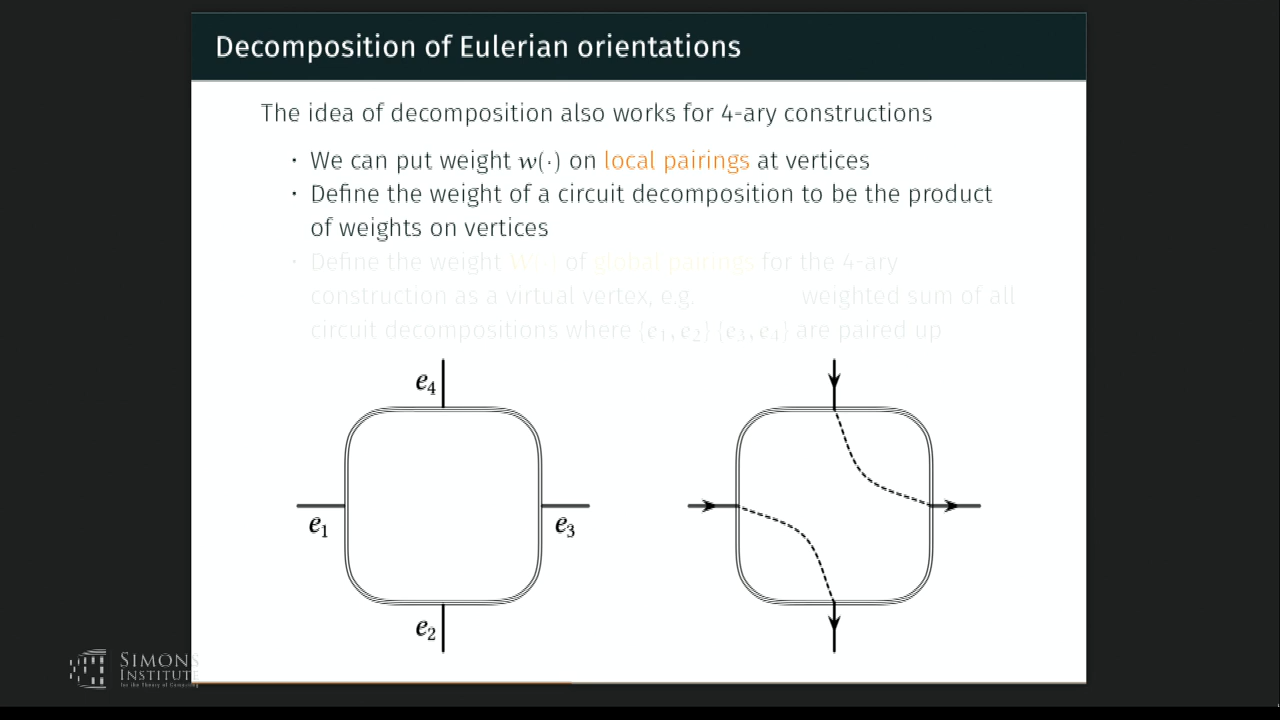 Decomposition of Eulerian orientations
The idea of decomposition also works for 4-ary constructions
· We can put weight w(·) on local pairings at vertices
· Define the weight of a circuit decomposition to be the product
of weights on vertices
· Define the weight W(·) of global pairings for the 4-ary
construction as a virtual vertex, e.g. weighted sum of all
circuit decompositions where {e₁, e₂} {e₃, e₄} are paired up
e₄
e₁
e₃
e₂
SIMONS
INSTITUTE
for the Theory of Computing